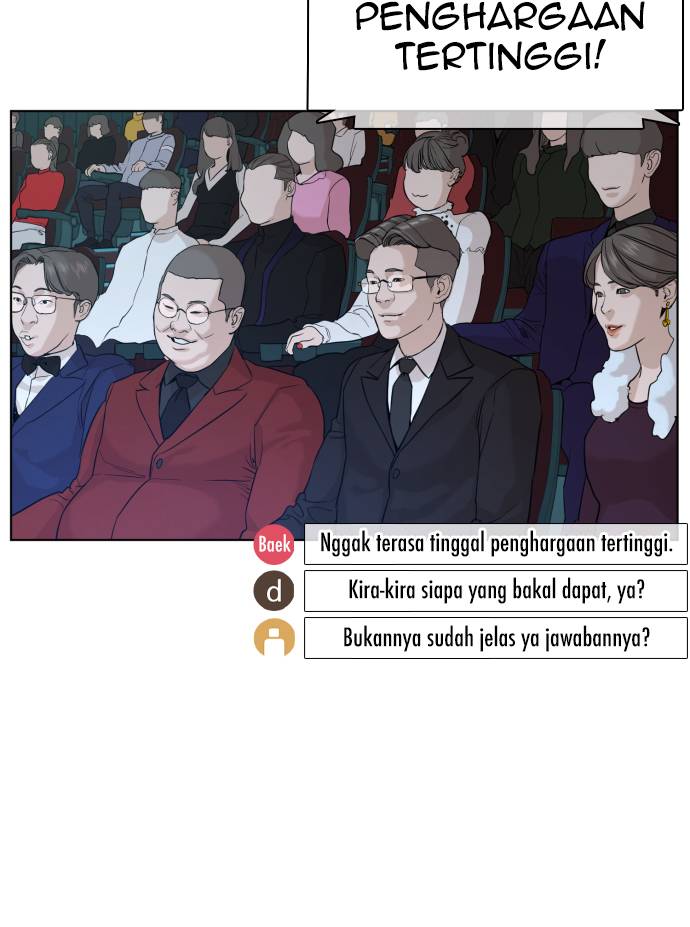 PENGHARGAAN
TERTINGGI!
Baek
Nggak terasa tinggal penghargaan tertinggi.
d
Kira-kira siapa yang bakal dapat, ya?
Bukannya sudah jelas ya jawabannya?